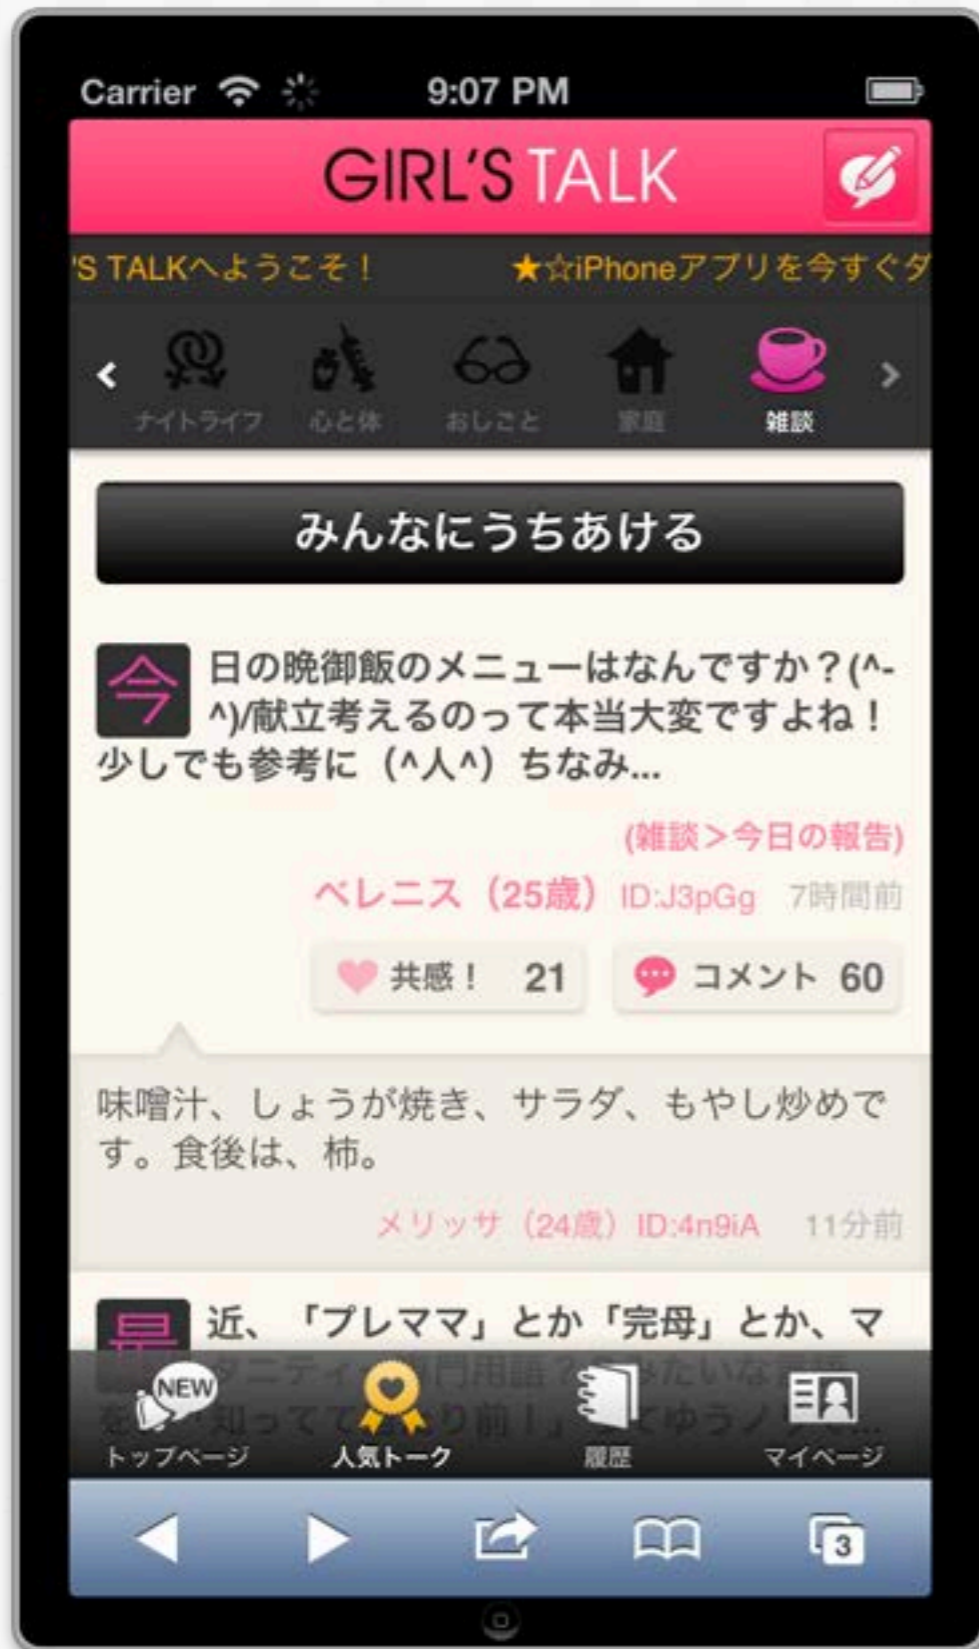 Carrier 9:07 PM
GIRL'S TALK
'S TALKへようこそ！ ★☆iPhoneアプリを今すぐダ
ナイトライフ 心と体 おしごと 家庭 雑談
みんなにうちあける
今日の晩御飯のメニューはなんですか？(^-
^)/献立考えるのって本当大変ですよね！
少しでも参考に（^人^）ちなみ...
(雑談＞今日の報告)
ベレニス（25歳） ID:J3pGg 7時間前
共感！ 21 コメント 60
味噌汁、しょうが焼き、サラダ、もやし炒めで
す。食後は、柿。
メリッサ（24歳）ID:4n9iA 11分前
最近、「プレママ」とか「完母」とか、マ
NEW
トップページ 人気トーク 履歴 マイページ
3